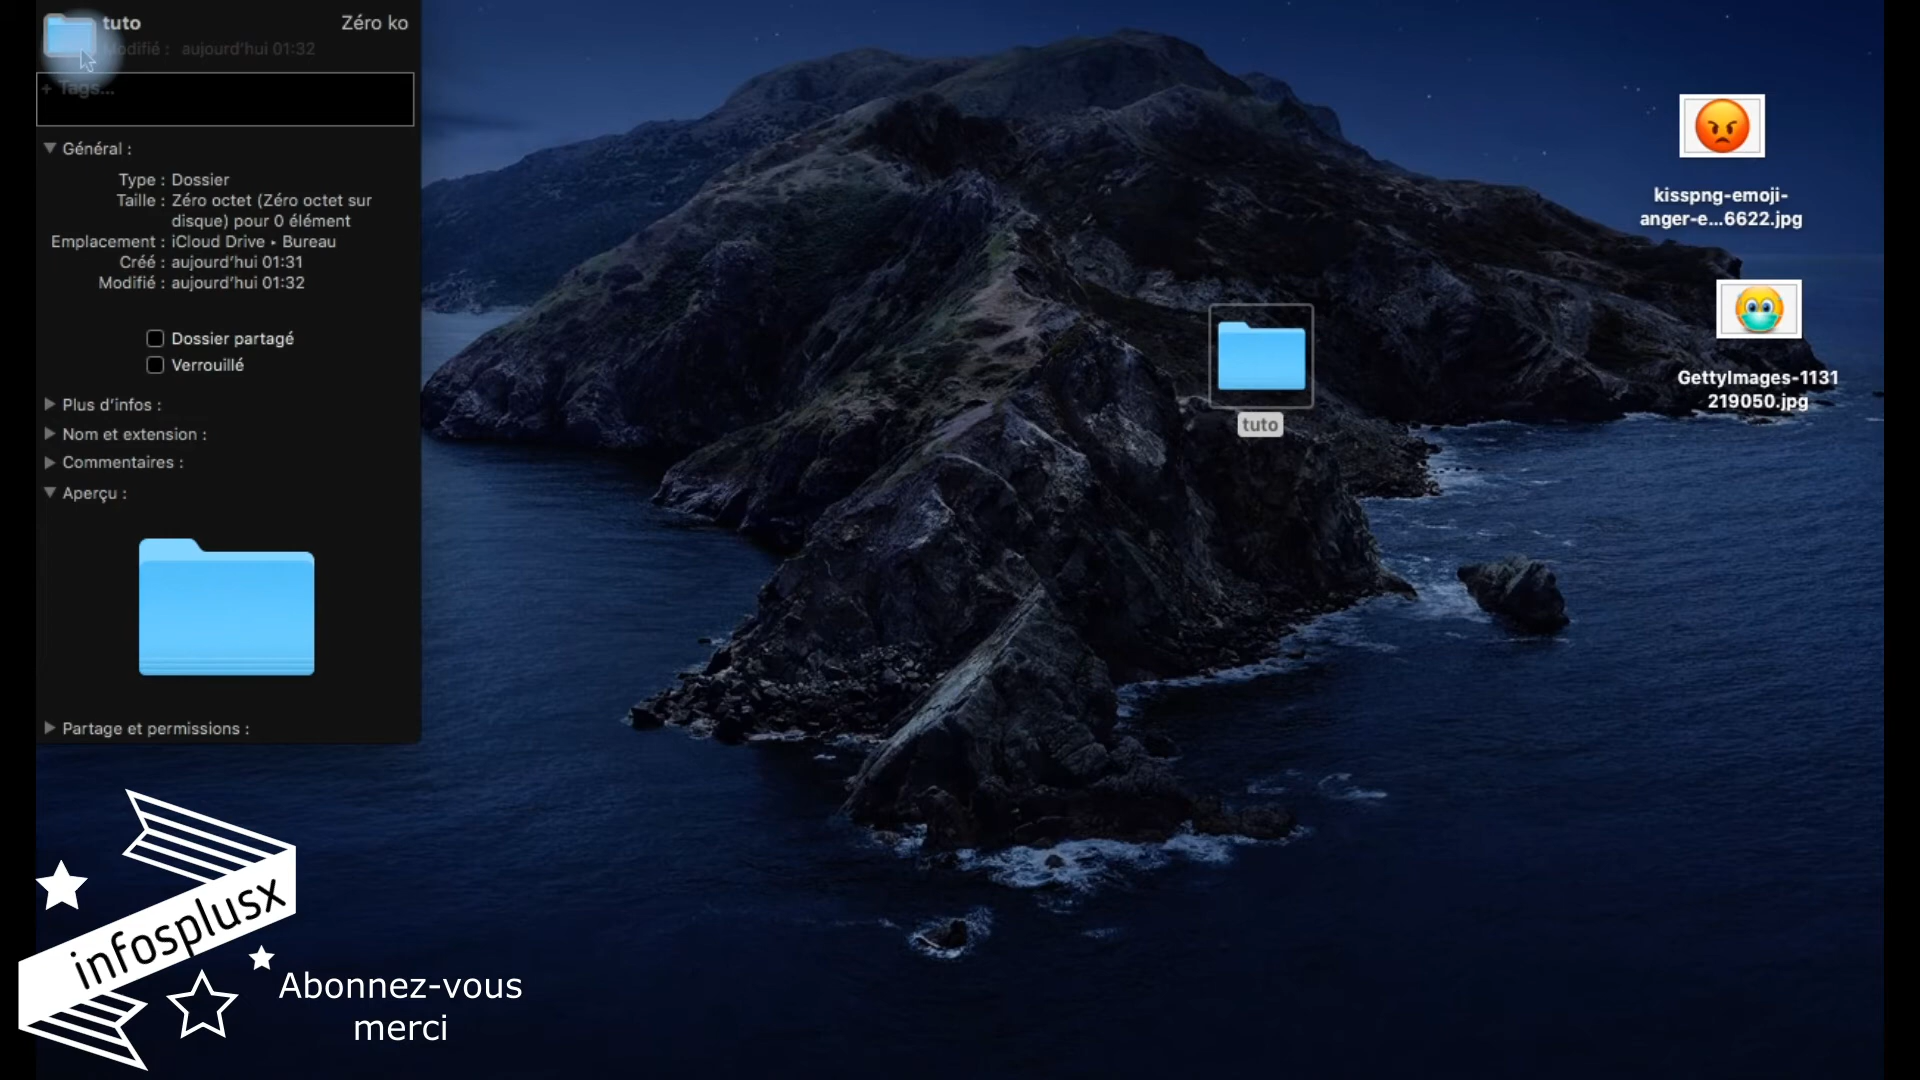 tuto
Zéro ko
Modifié : aujourd'hui 01:32
+ Tags...
Général :
Type : Dossier
Taille : Zéro octet (Zéro octet sur
disque) pour 0 élément
Emplacement : iCloud Drive ▸ Bureau
Créé : aujourd'hui 01:31
Modifié : aujourd'hui 01:32
Dossier partagé
Verrouillé
Plus d'infos :
Nom et extension :
Commentaires :
Aperçu :
Partage et permissions :
tuto
kisspng-emoji-
anger-e...6622.jpg
GettyImages-1131
219050.jpg
infosplusx
Abonnez-vous
merci